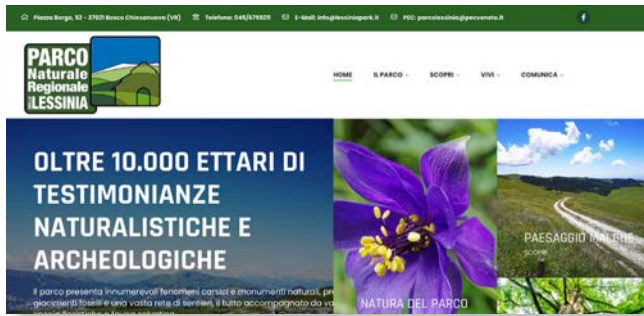 Piazza Borgo, 52 - 37021 Bosco Chiesanuova (VR) Telefono: 045/6799211 E-Mail: info@lessiniapark.it PEC: parcolessinia@pecveneto.it
PARCO
Naturale
Regionale
della LESSINIA
HOME IL PARCO SCOPRI VIVI COMUNICA
OLTRE 10.000 ETTARI DI
TESTIMONIANZE
NATURALISTICHE E
ARCHEOLOGICHE
Il parco presenta innumerevoli fenomeni carsici e monumenti naturali, pr
giacimenti fossili e una vasta rete di sentieri, il tutto accompagnato da va
NATURA DEL PARCO
PAESAGGIO MALGHE